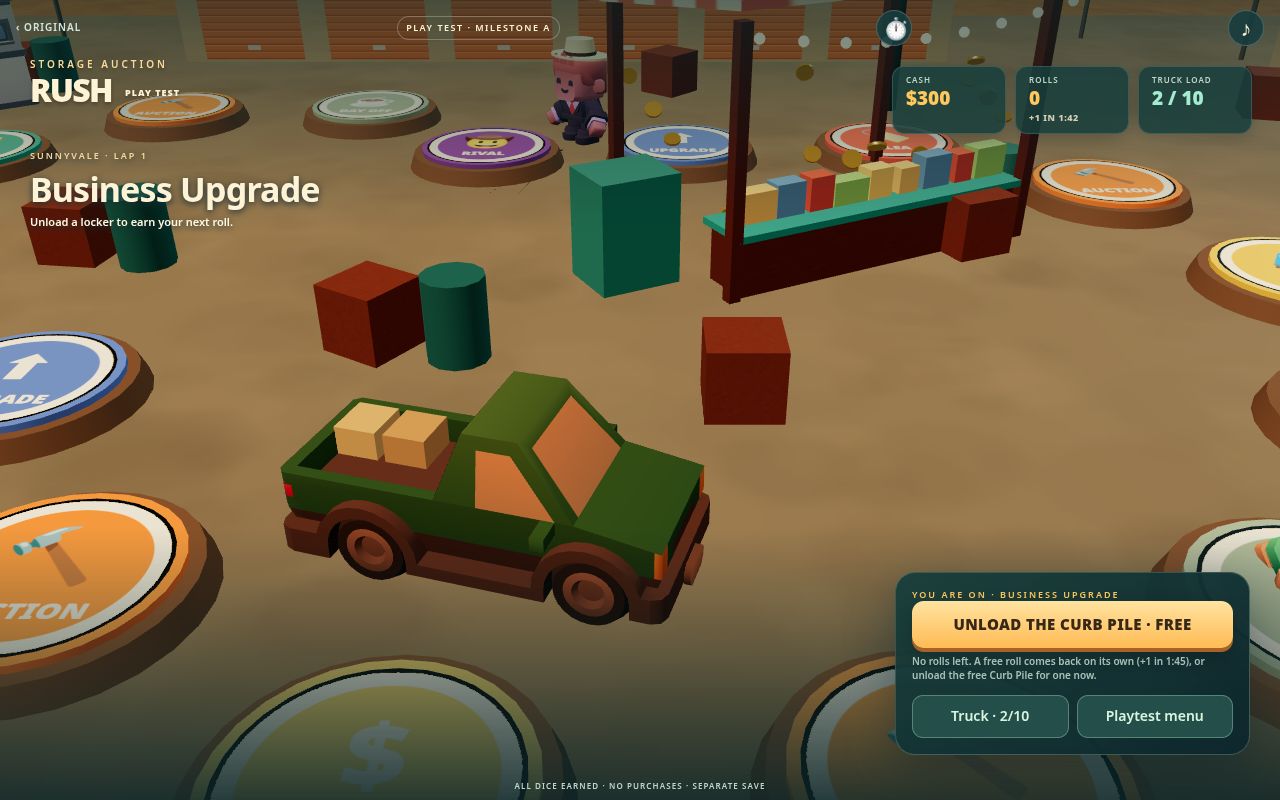 ‹ ORIGINAL
PLAY TEST · MILESTONE A
STORAGE AUCTION
RUSH PLAY TEST
CASH
$300
ROLLS
0
+1 IN 1:42
TRUCK LOAD
2 / 10
SUNNYVALE · LAP 1
Business Upgrade
Unload a locker to earn your next roll.
AUCTION
DAY OFF
RIVAL
UPGRADE
AUCTION
ADE
CTION
$
YOU ARE ON · BUSINESS UPGRADE
UNLOAD THE CURB PILE · FREE
No rolls left. A free roll comes back on its own (+1 in 1:45), or
unload the free Curb Pile for one now.
Truck · 2/10
Playtest menu
ALL DICE EARNED · NO PURCHASES · SEPARATE SAVE